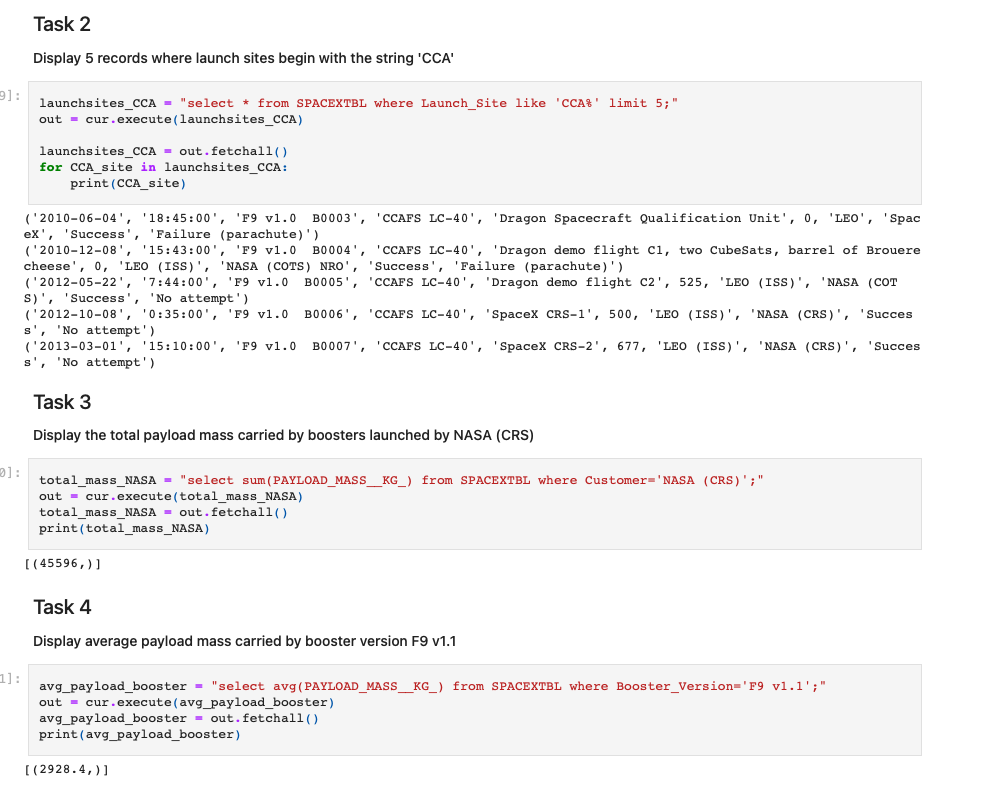 Task 2
Display 5 records where launch sites begin with the string 'CCA'
9]:
launchsites_CCA = "select * from SPACEXTBL where Launch_Site like 'CCA%' limit 5;"
out = cur.execute(launchsites_CCA)
launchsites_CCA = out.fetchall()
for CCA_site in launchsites_CCA:
    print(CCA_site)
('2010-06-04', '18:45:00', 'F9 v1.0  B0003', 'CCAFS LC-40', 'Dragon Spacecraft Qualification Unit', 0, 'LEO', 'Spac
eX', 'Success', 'Failure (parachute)')
('2010-12-08', '15:43:00', 'F9 v1.0  B0004', 'CCAFS LC-40', 'Dragon demo flight C1, two CubeSats, barrel of Brouere
cheese', 0, 'LEO (ISS)', 'NASA (COTS) NRO', 'Success', 'Failure (parachute)')
('2012-05-22', '7:44:00', 'F9 v1.0  B0005', 'CCAFS LC-40', 'Dragon demo flight C2', 525, 'LEO (ISS)', 'NASA (COT
S)', 'Success', 'No attempt')
('2012-10-08', '0:35:00', 'F9 v1.0  B0006', 'CCAFS LC-40', 'SpaceX CRS-1', 500, 'LEO (ISS)', 'NASA (CRS)', 'Succes
s', 'No attempt')
('2013-03-01', '15:10:00', 'F9 v1.0  B0007', 'CCAFS LC-40', 'SpaceX CRS-2', 677, 'LEO (ISS)', 'NASA (CRS)', 'Succes
s', 'No attempt')
Task 3
Display the total payload mass carried by boosters launched by NASA (CRS)
0]:
total_mass_NASA = "select sum(PAYLOAD_MASS__KG_) from SPACEXTBL where Customer='NASA (CRS)';"
out = cur.execute(total_mass_NASA)
total_mass_NASA = out.fetchall()
print(total_mass_NASA)
[(45596,)]
Task 4
Display average payload mass carried by booster version F9 v1.1
1]:
avg_payload_booster = "select avg(PAYLOAD_MASS__KG_) from SPACEXTBL where Booster_Version='F9 v1.1';"
out = cur.execute(avg_payload_booster)
avg_payload_booster = out.fetchall()
print(avg_payload_booster)
[(2928.4,)]